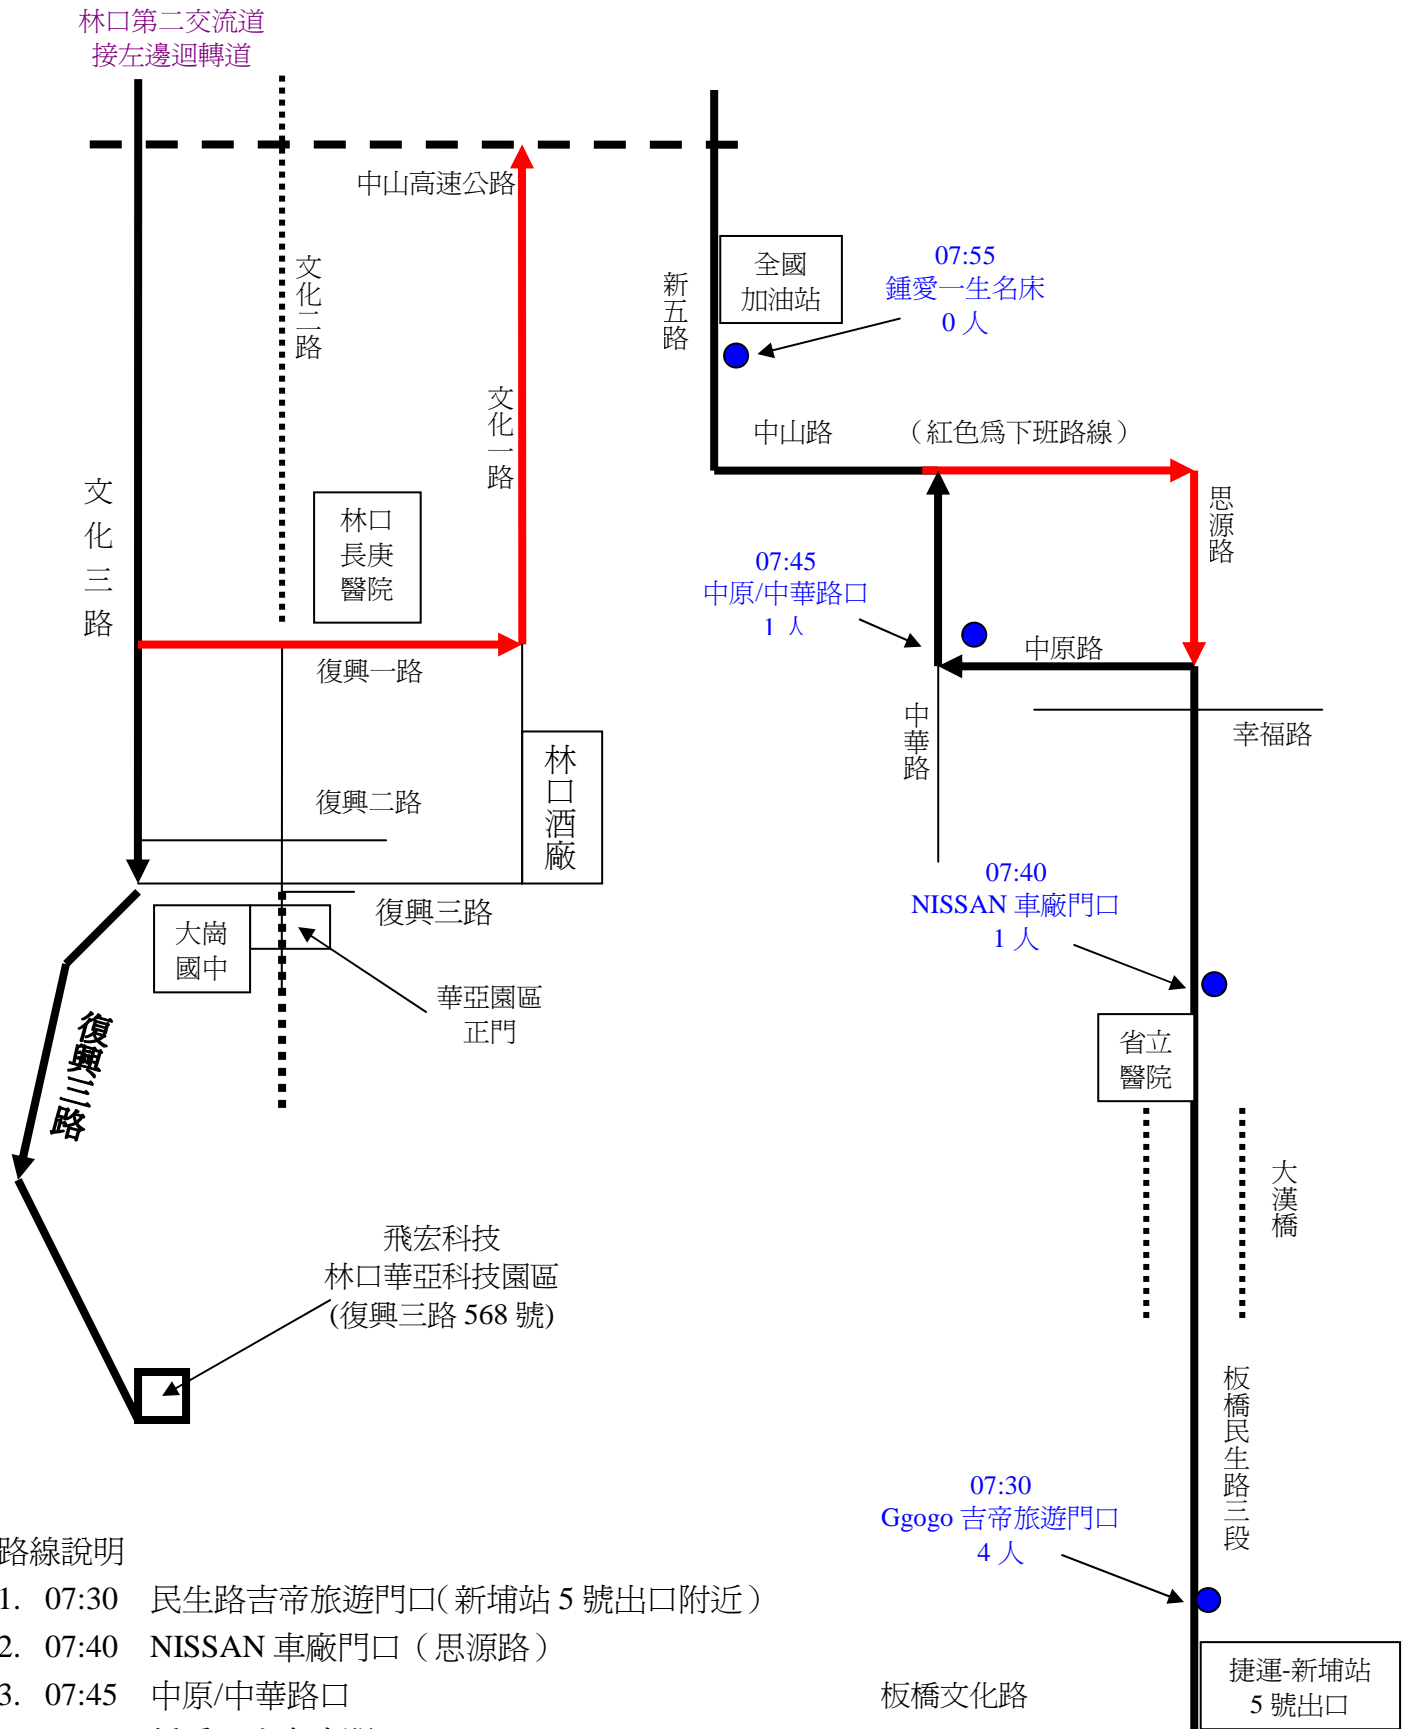 林口第二交流道
接左邊迴轉道
中山高速公路
文化二路
文化一路
文化三路
林口
長庚
醫院
復興一路
復興二路
林口酒廠
復興三路
大崗
國中
華亞園區
正門
復興三路
飛宏科技
林口華亞科技園區
(復興三路 568 號)
新五路
全國
加油站
07:55
鍾愛一生名床
0 人
中山路
（紅色為下班路線）
思源路
07:45
中原/中華路口
1 人
中原路
中華路
幸福路
07:40
NISSAN 車廠門口
1 人
省立
醫院
大漢橋
板橋民生路三段
07:30
Ggogo 吉帝旅遊門口
4 人
捷運-新埔站
5 號出口
板橋文化路
路線說明
1. 07:30 民生路吉帝旅遊門口（新埔站 5 號出口附近）
2. 07:40 NISSAN 車廠門口（思源路）
3. 07:45 中原/中華路口